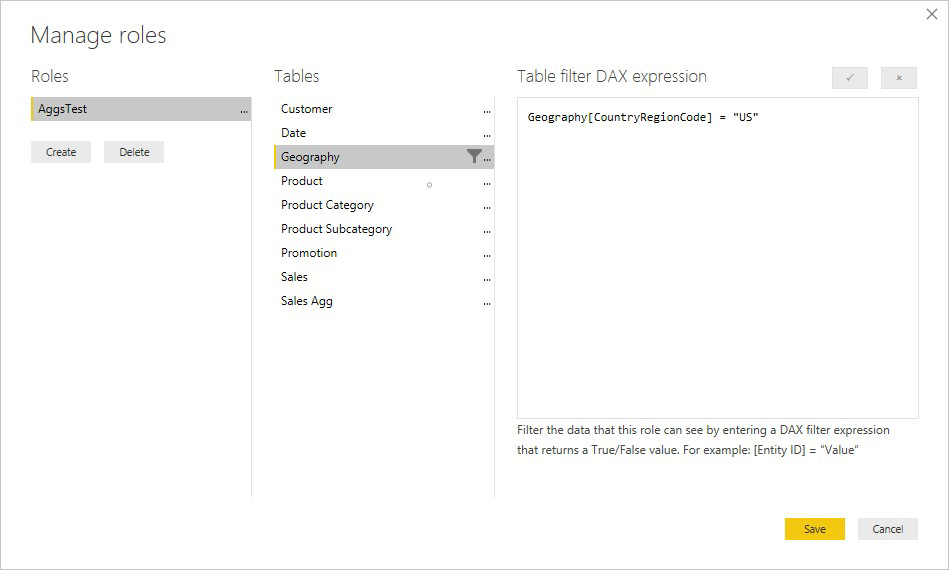 Manage roles
Roles
AggsTest
...
Create
Delete
Tables
Customer
...
Date
...
Geography
...
Product
...
Product Category
...
Product Subcategory
...
Promotion
...
Sales
...
Sales Agg
...
Table filter DAX expression
Geography[CountryRegionCode] = "US"
Filter the data that this role can see by entering a DAX filter expression
that returns a True/False value. For example: [Entity ID] = “Value”
Save
Cancel